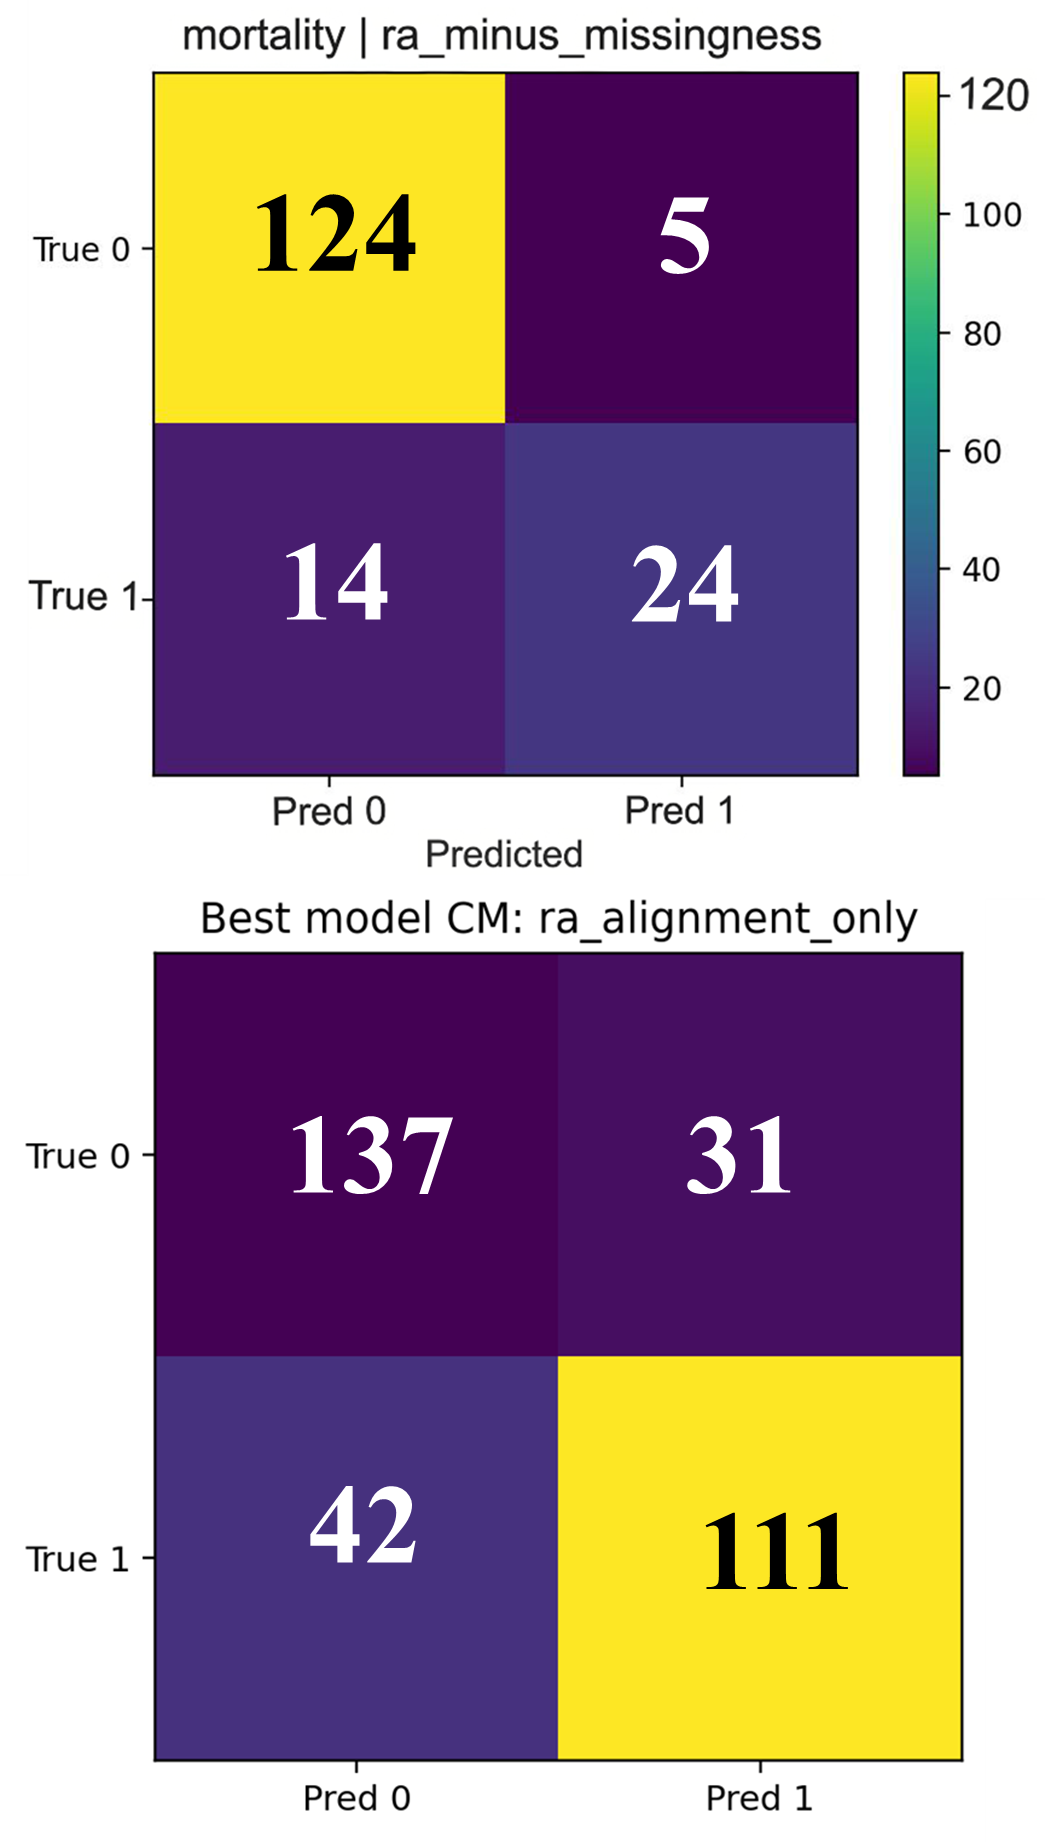 mortality | ra_minus_missingness
120
124 5
100
True 0
80
60
14 24
True 1
40
20
Pred 0 Pred 1
Predicted
Best model CM: ra_alignment_only
137 31
True 0
42 111
True 1
Pred 0 Pred 1